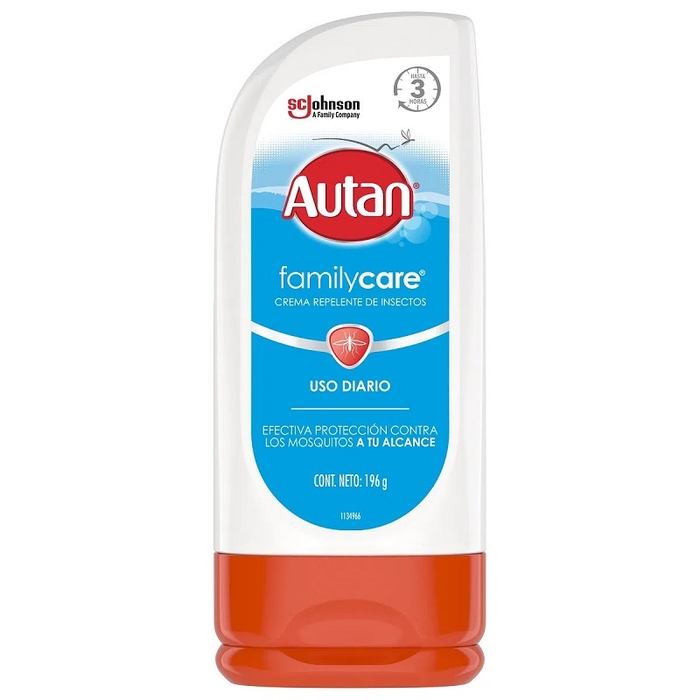 SCJohnson
A Family Company
HASTA
3
HORAS
Autan®
familycare®
CREMA REPELENTE DE INSECTOS
USO DIARIO
EFECTIVA PROTECCIÓN CONTRA
LOS MOSQUITOS A TU ALCANCE
CONT. NETO: 196 g
1134966